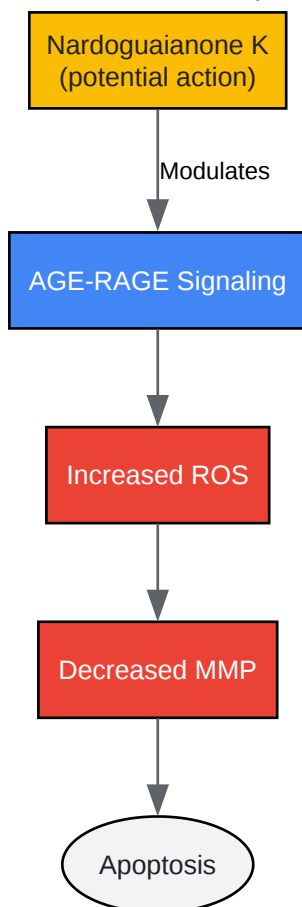 Nardoguaianone K
(potential action)
Modulates
AGE-RAGE Signaling
Increased ROS
Decreased MMP
Apoptosis